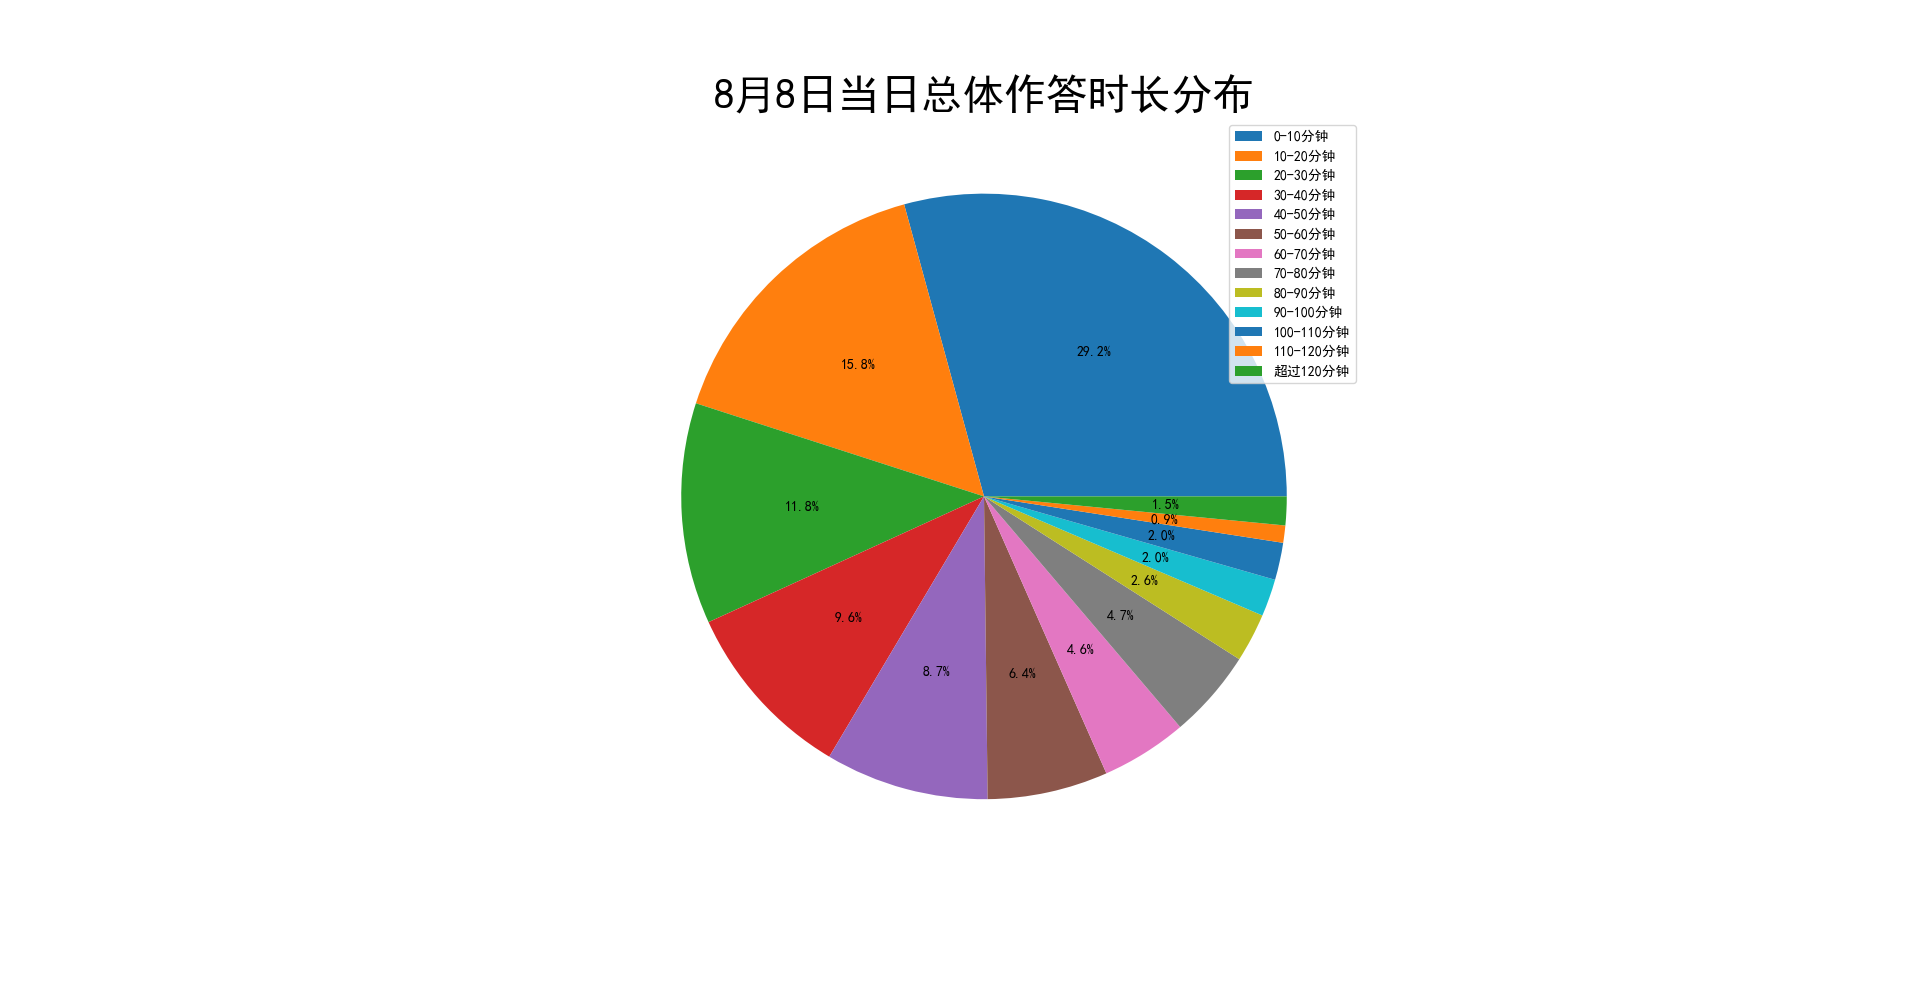 8月8日当日总体作答时长分布
0-10分钟
10-20分钟
20-30分钟
30-40分钟
40-50分钟
50-60分钟
60-70分钟
70-80分钟
80-90分钟
90-100分钟
100-110分钟
110-120分钟
超过120分钟
29.2%
15.8%
11.8%
9.6%
8.7%
6.4%
4.6%
4.7%
2.6%
2.0%
2.0%
0.9%
1.5%